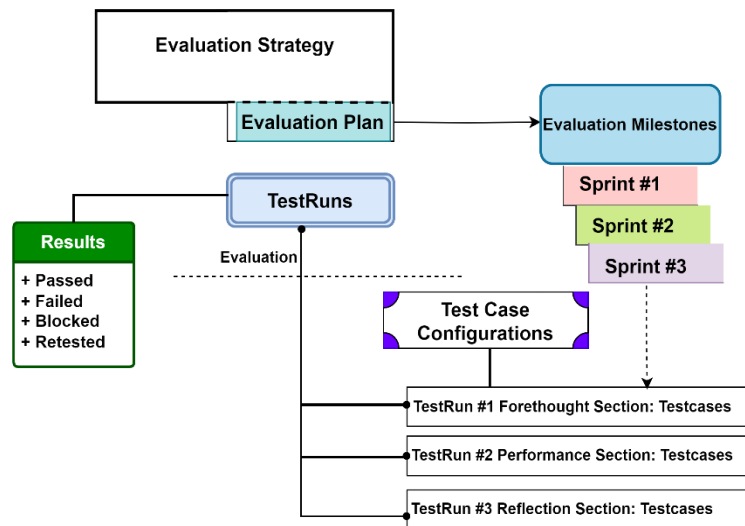 Evaluation Strategy
Evaluation Plan
Evaluation Milestones
Sprint #1
Sprint #2
Sprint #3
TestRuns
Results
+ Passed
+ Failed
+ Blocked
+ Retested
Evaluation
Test Case
Configurations
TestRun #1 Forethought Section: Testcases
TestRun #2 Performance Section: Testcases
TestRun #3 Reflection Section: Testcases